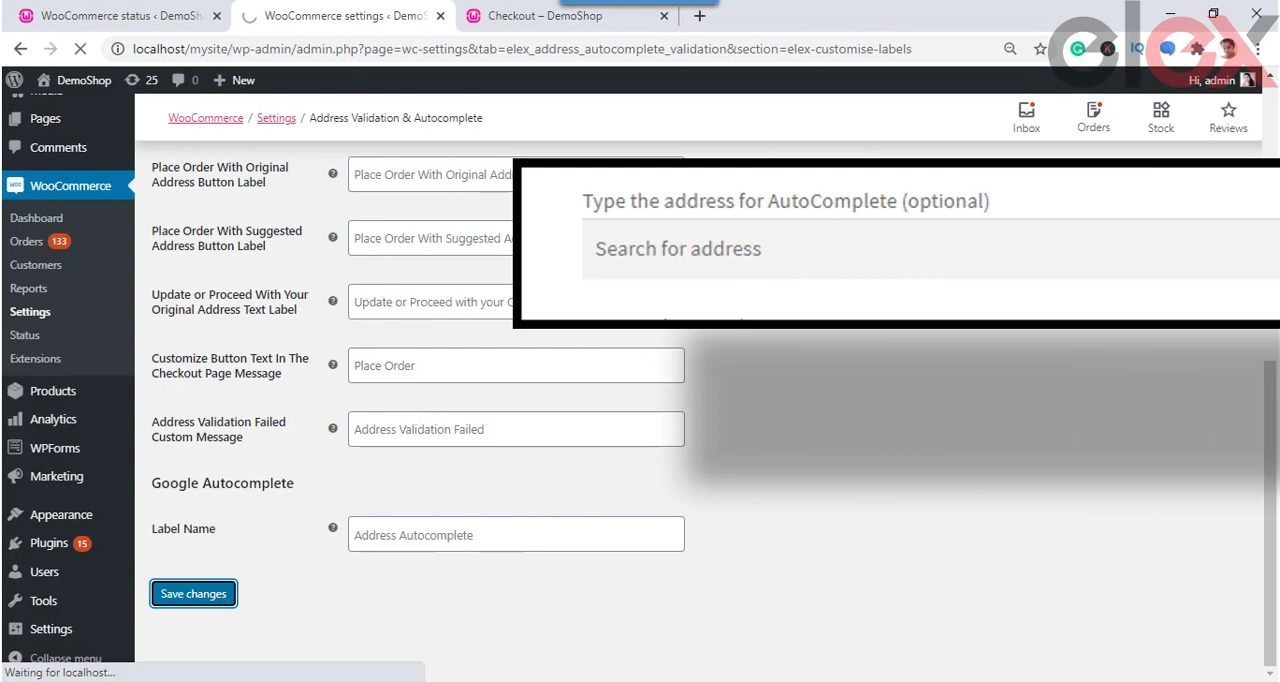 WooCommerce status ‹ DemoSh
WooCommerce settings ‹ DemoS
Checkout – DemoShop
localhost/mysite/wp-admin/admin.php?page=wc-settings&tab=elex_address_autocomplete_validation&section=elex-customise-labels
elex
DemoShop
25
0
New
Hi, admin
Media
Pages
Comments
WooCommerce
Dashboard
Orders 133
Customers
Reports
Settings
Status
Extensions
Products
Analytics
WPForms
Marketing
Appearance
Plugins 15
Users
Tools
Settings
Collapse menu
WooCommerce / Settings / Address Validation & Autocomplete
Inbox
Orders
Stock
Reviews
Place Order With Original
Address Button Label
Place Order With Original Addr
Place Order With Suggested
Address Button Label
Place Order With Suggested A
Update or Proceed With Your
Original Address Text Label
Update or Proceed with your
Customize Button Text In The
Checkout Page Message
Place Order
Address Validation Failed
Custom Message
Address Validation Failed
Google Autocomplete
Label Name
Address Autocomplete
Save changes
Type the address for AutoComplete (optional)
Search for address
Waiting for localhost...